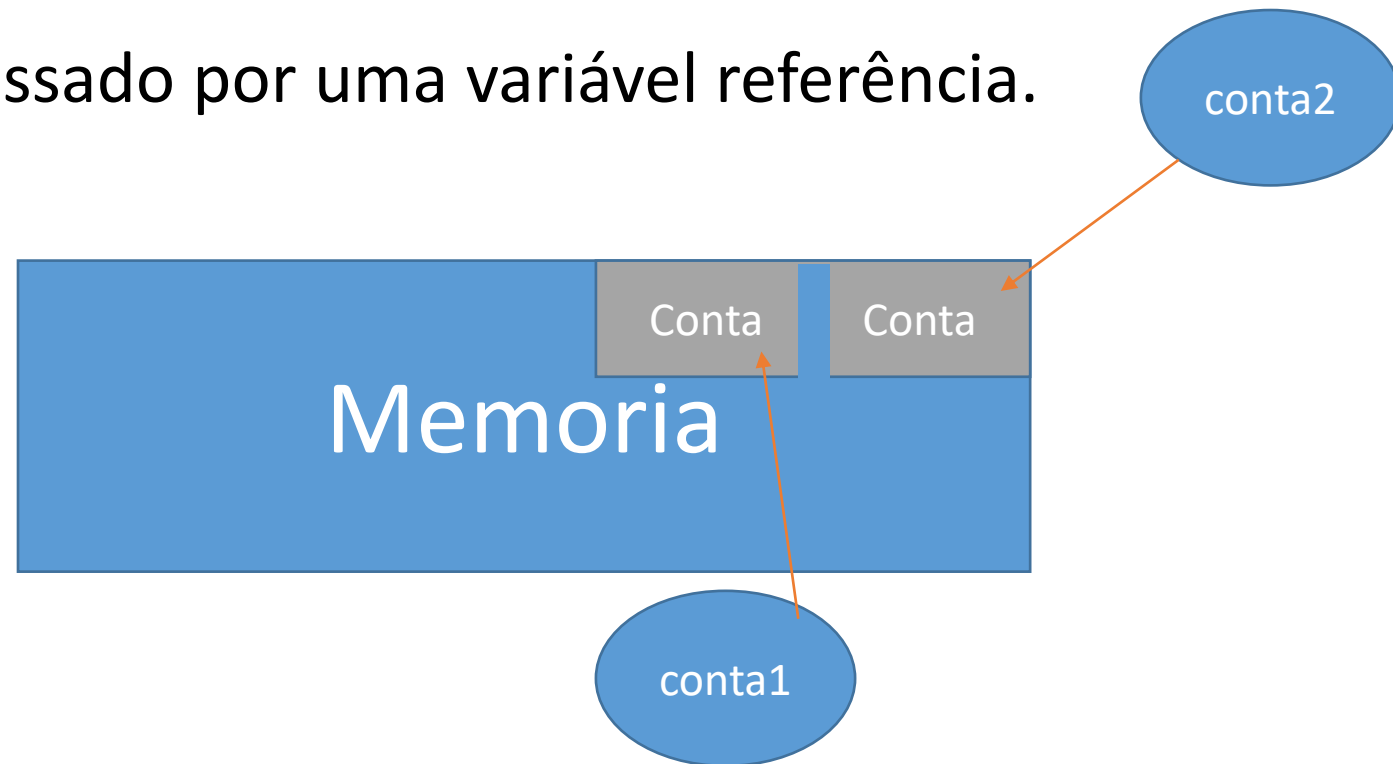 ssado por uma variável referência.
conta2
Conta
Conta
Memoria
conta1